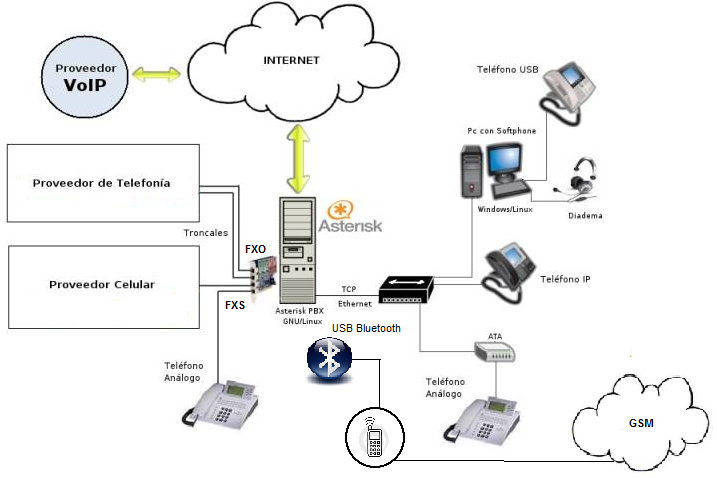 Proveedor
VoIP
INTERNET
Teléfono USB
Pc con Softphone
Windows/Linux
Diadema
Proveedor de Telefonía
Troncales
FXO
Asterisk
Proveedor Celular
FXS
Asterisk PBX
GNU/Linux
TCP
Ethernet
Teléfono IP
USB Bluetooth
ATA
Teléfono
Análogo
Teléfono
Análogo
GSM